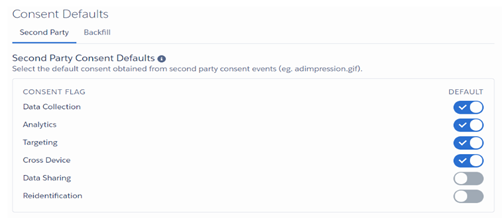 Consent Defaults
Second Party Backfill
Second Party Consent Defaults
Select the default consent obtained from second party consent events (eg. adimpression.gif).
CONSENT FLAG DEFAULT
Data Collection
Analytics
Targeting
Cross Device
Data Sharing
Reidentification